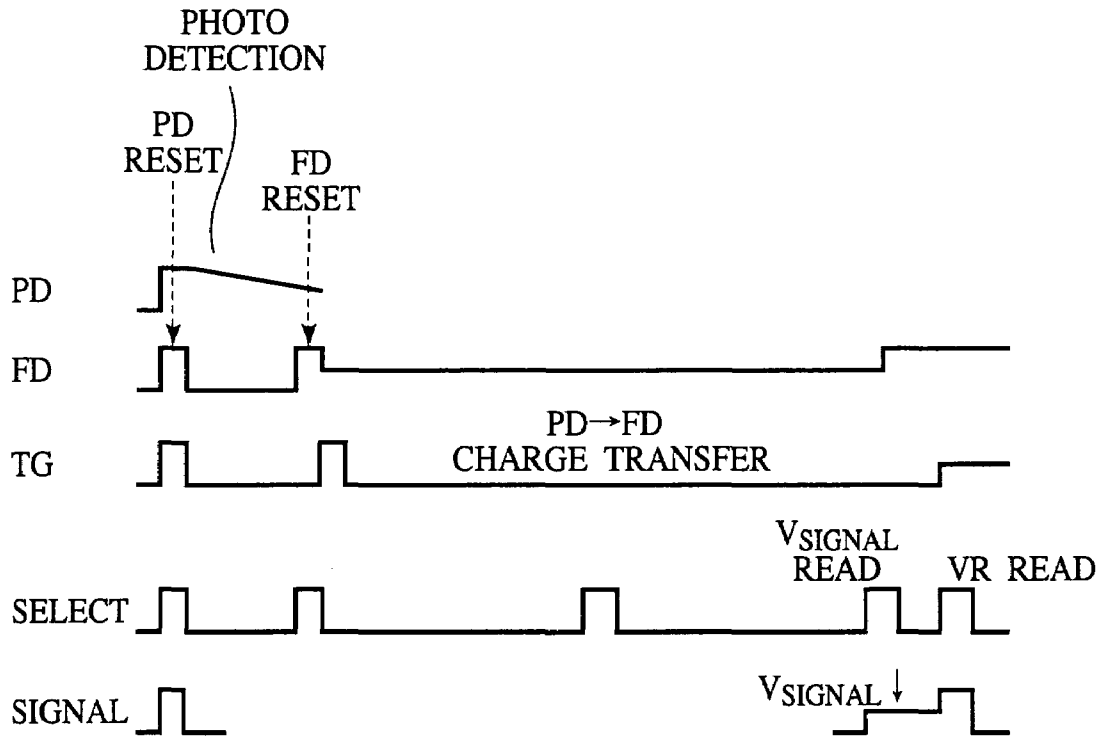 PHOTO
DETECTION
PD
RESET
FD
RESET
PD
FD
PD→FD
CHARGE TRANSFER
TG
VSIGNAL
READ
VR READ
SELECT
VSIGNAL
SIGNAL